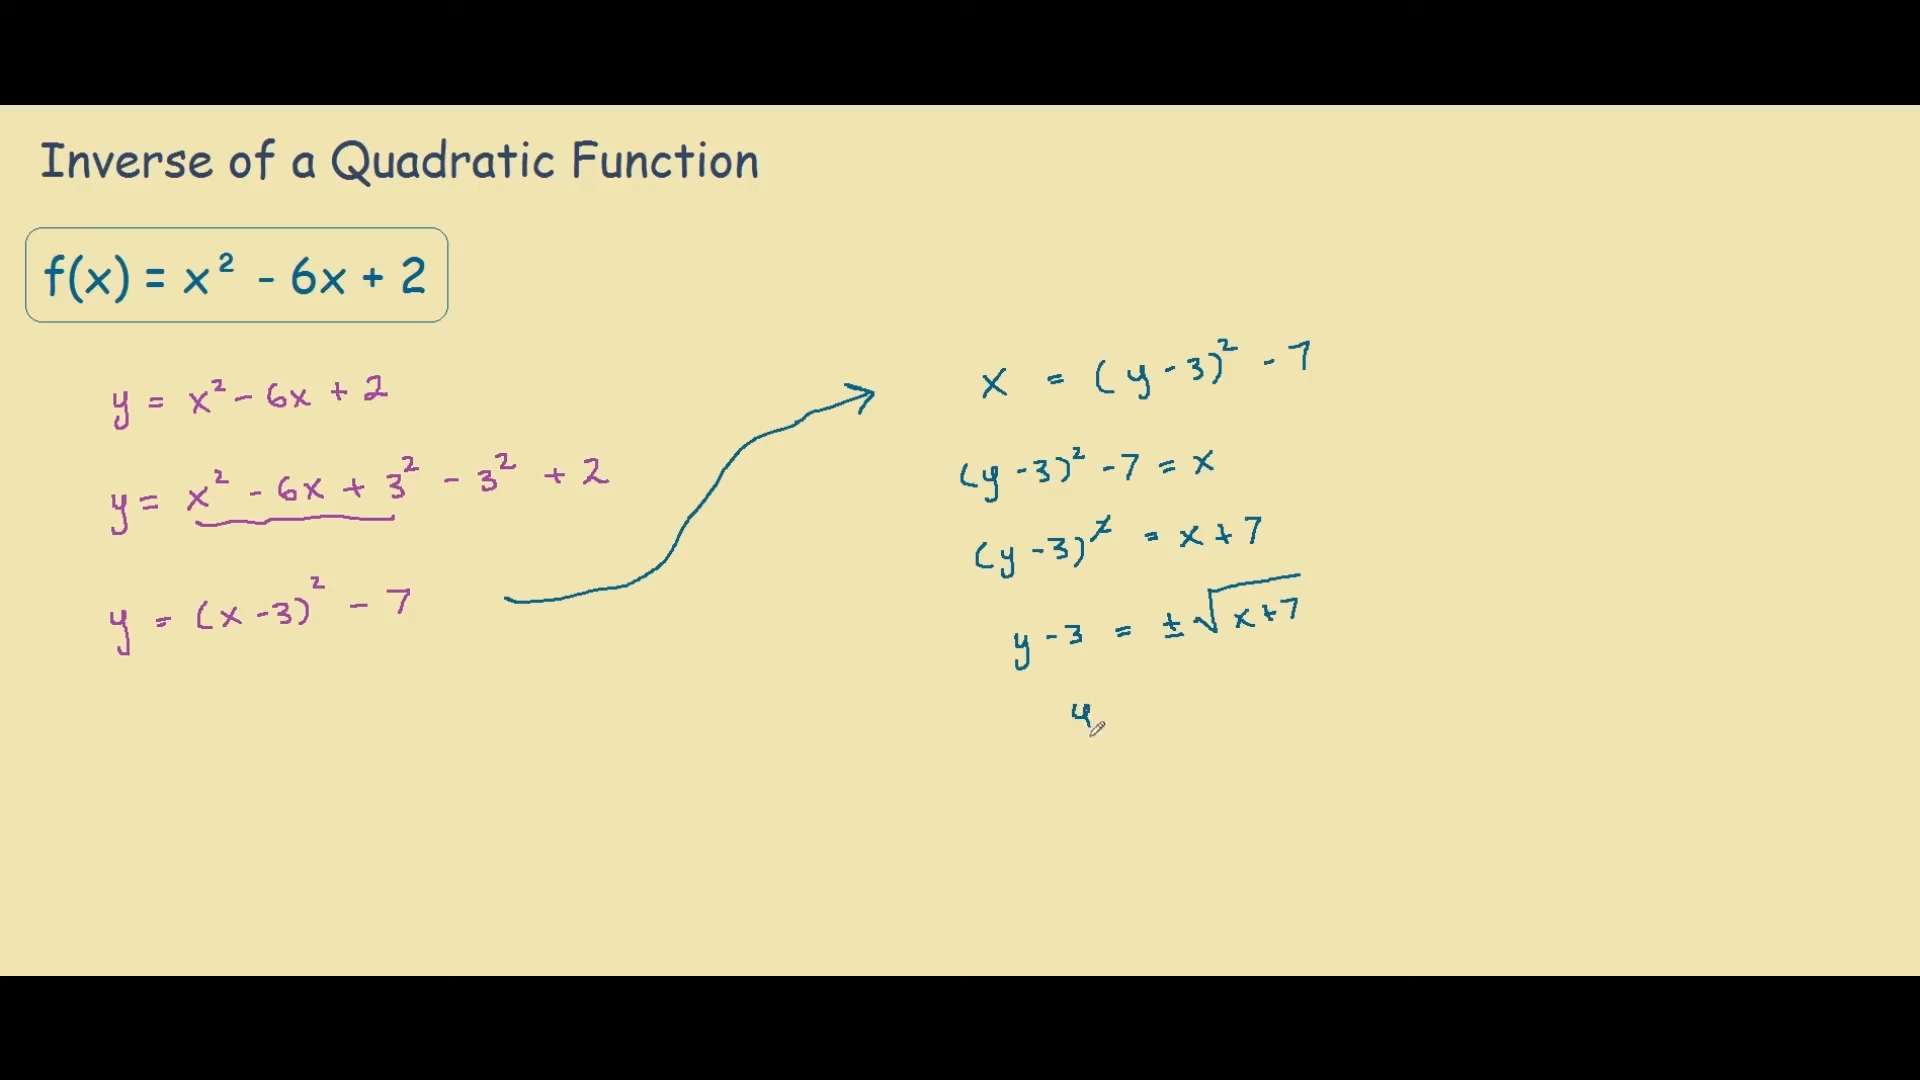 Inverse of a Quadratic Function
f(x) = x² - 6x + 2
y = x² - 6x + 2
y = x² - 6x + 3² - 3² + 2
y = (x - 3)² - 7
x = (y - 3)² - 7
(y - 3)² - 7 = x
(y - 3)² = x + 7
y - 3 = ±√(x + 7)
y